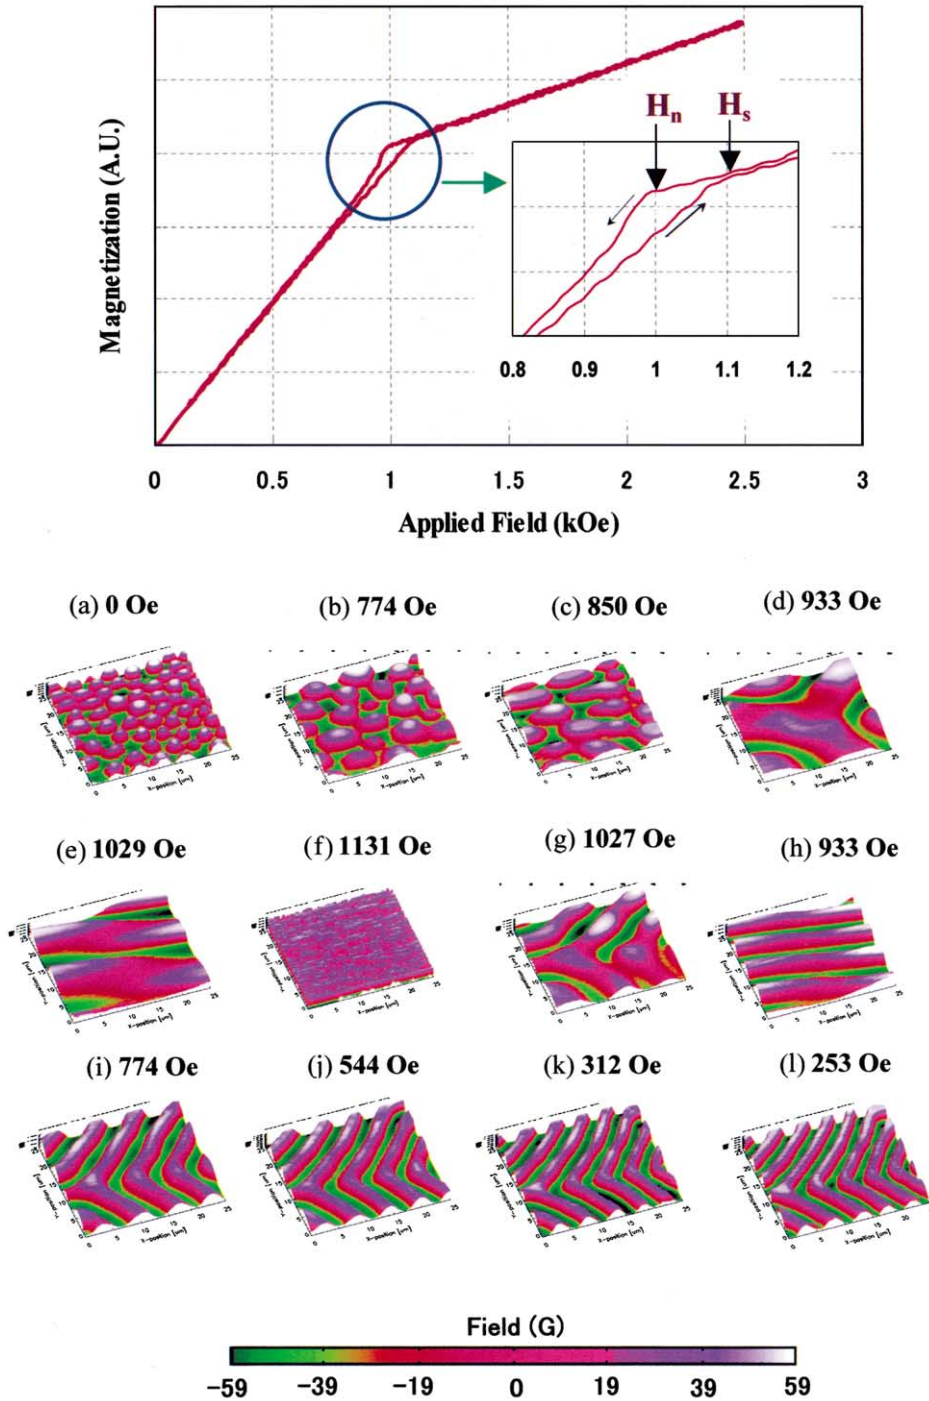 Magnetization (A.U.)
H_n H_s
0.8 0.9 1 1.1 1.2
0 0.5 1 1.5 2 2.5 3
Applied Field (kOe)
(a) 0 Oe (b) 774 Oe (c) 850 Oe (d) 933 Oe
(e) 1029 Oe (f) 1131 Oe (g) 1027 Oe (h) 933 Oe
(i) 774 Oe (j) 544 Oe (k) 312 Oe (l) 253 Oe
Field (G)
-59 -39 -19 0 19 39 59